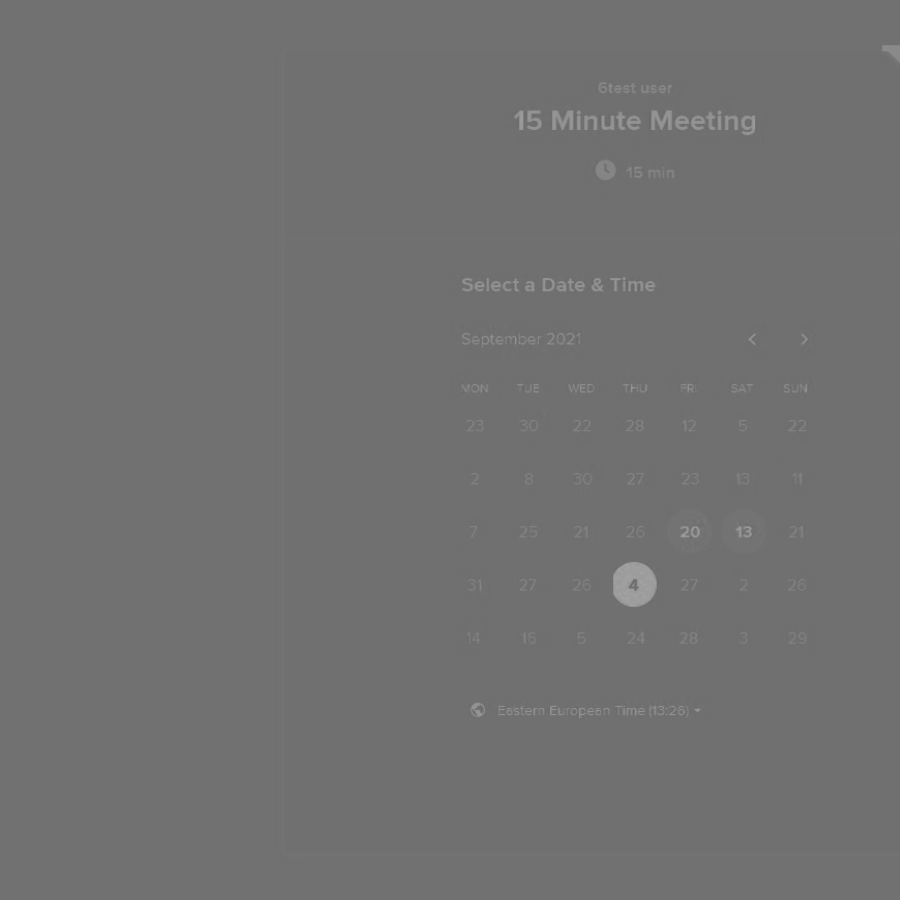 6test user
15 Minute Meeting
15 min
Select a Date & Time
September 2021
MON TUE WED THU FRI SAT SUN
23 30 22 28 12 5 22
2 8 30 27 23 13 11
7 25 21 26 20 13 21
31 27 26 4 27 2 26
14 16 5 24 28 3 29
Eastern European Time (13:26)